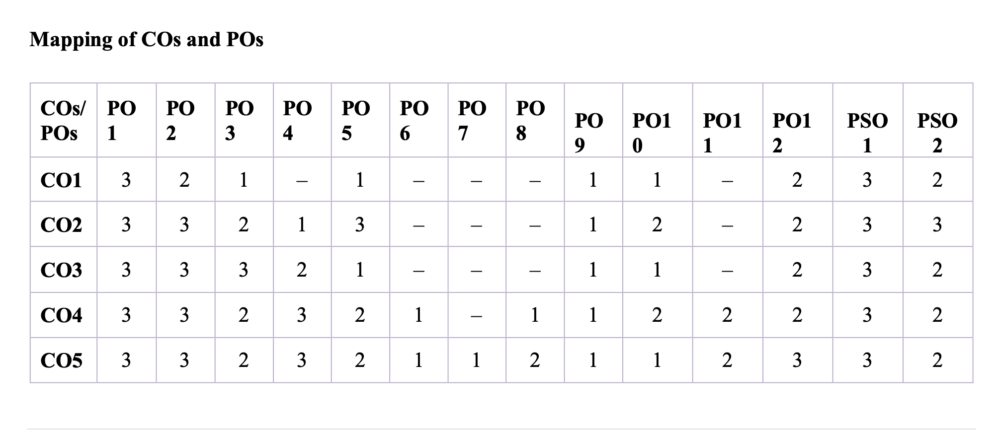 Mapping of COs and POs
COs/ POs PO 1 PO 2 PO 3 PO 4 PO 5 PO 6 PO 7 PO 8 PO 9 PO1 0 PO1 1 PO1 2 PSO 1 PSO 2
CO1 3 2 1 – 1 – – – 1 1 – 2 3 2
CO2 3 3 2 1 3 – – – 1 2 – 2 3 3
CO3 3 3 3 2 1 – – – 1 1 – 2 3 2
CO4 3 3 2 3 2 1 – 1 1 2 2 2 3 2
CO5 3 3 2 3 2 1 1 2 1 1 2 3 3 2